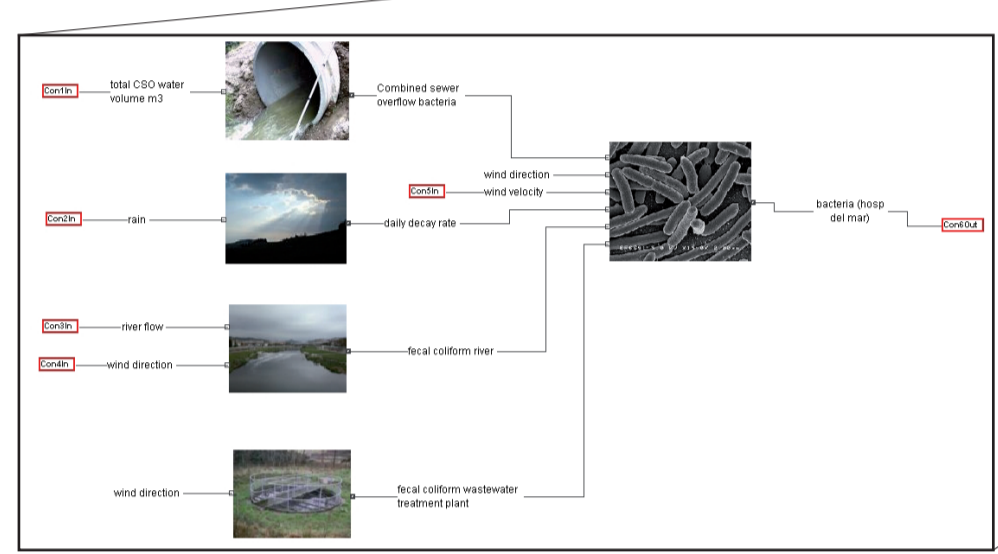 Con1In
total CSO water
volume m3
Combined sewer
overflow bacteria
wind direction
Con5In
wind velocity
Con2In
rain
daily decay rate
bacteria (hosp
del mar)
Con6Out
Con3In
river flow
Con4In
wind direction
fecal coliform river
wind direction
fecal coliform wastewater
treatment plant